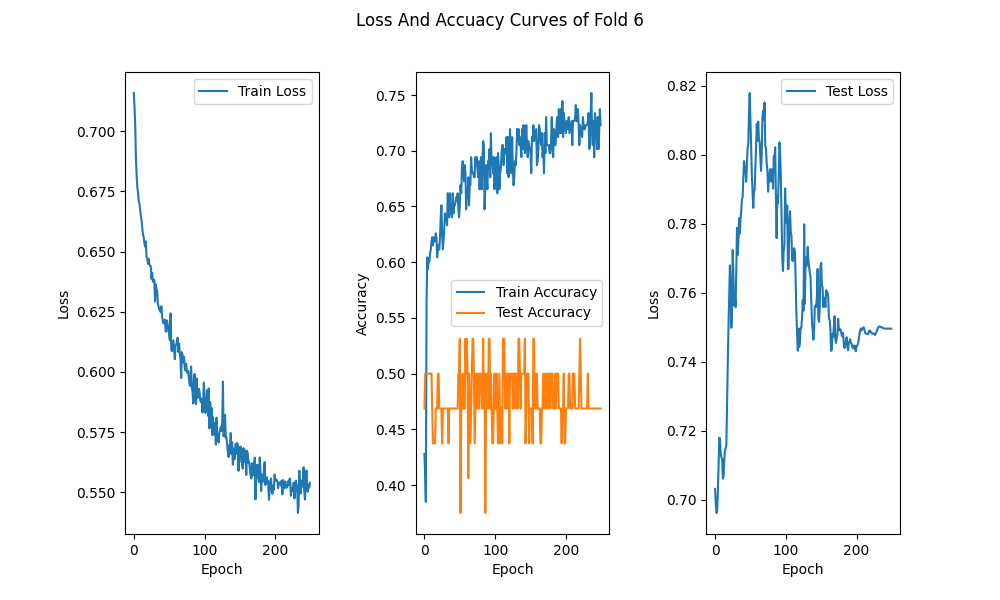 Loss And Accuacy Curves of Fold 6
Train Loss
0.700
0.675
0.650
0.625
0.600
0.575
0.550
Loss
0 100 200
Epoch
0.75
0.70
0.65
0.60
0.55
0.50
0.45
0.40
Accuracy
Train Accuracy
Test Accuracy
0 100 200
Epoch
Test Loss
0.82
0.80
0.78
0.76
0.74
0.72
0.70
Loss
0 100 200
Epoch